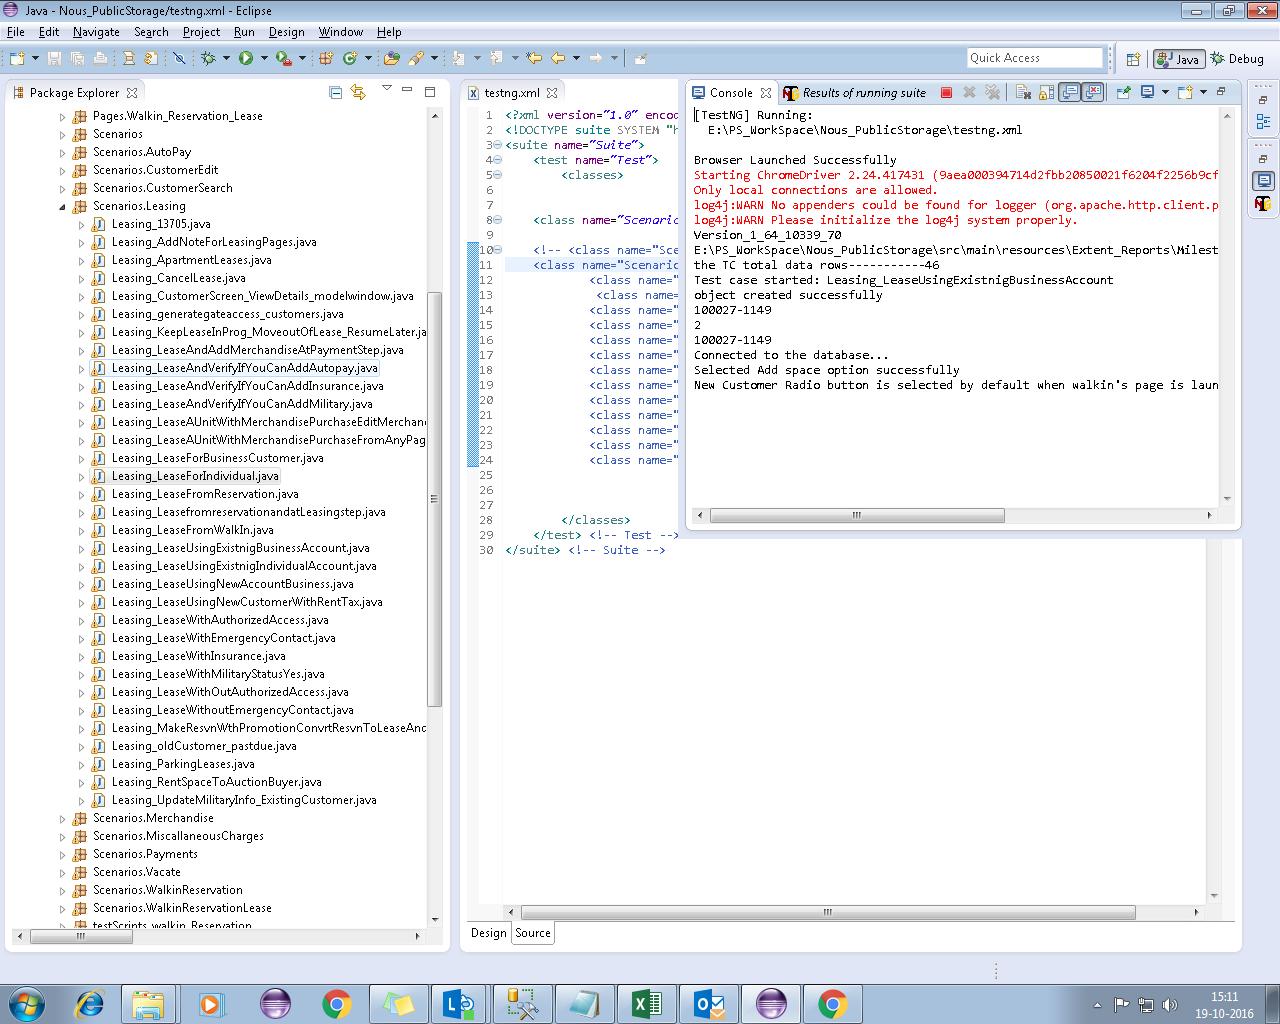 Java - Nous_PublicStorage/testng.xml - Eclipse
File Edit Navigate Search Project Run Design Window Help
Quick Access
Java
Debug
Package Explorer
Pages.Walkin_Reservation_Lease
Scenarios
Scenarios.AutoPay
Scenarios.CustomerEdit
Scenarios.CustomerSearch
Scenarios.Leasing
Leasing_13705.java
Leasing_AddNoteForLeasingPages.java
Leasing_ApartmentLeases.java
Leasing_CancelLease.java
Leasing_CustomerScreen_ViewDetails_modelwindow.java
Leasing_generategateaccess_customers.java
Leasing_KeepLeaseInProg_MoveoutOfLease_ResumeLater.ja
Leasing_LeaseAndAddMerchandiseAtPaymentStep.java
Leasing_LeaseAndVerifyIfYouCanAddAutopay.java
Leasing_LeaseAndVerifyIfYouCanAddInsurance.java
Leasing_LeaseAndVerifyIfYouCanAddMilitary.java
Leasing_LeaseAUnitWithMerchandisePurchaseEditMerchan
Leasing_LeaseAUnitWithMerchandisePurchaseFromAnyPag
Leasing_LeaseForBusinessCustomer.java
Leasing_LeaseForIndividual.java
Leasing_LeaseFromReservation.java
Leasing_LeasefromreservationandatLeasingstep.java
Leasing_LeaseFromWalkIn.java
Leasing_LeaseUsingExistnigBusinessAccount.java
Leasing_LeaseUsingExistnigIndividualAccount.java
Leasing_LeaseUsingNewAccountBusiness.java
Leasing_LeaseUsingNewCustomerWithRentTax.java
Leasing_LeaseWithAuthorizedAccess.java
Leasing_LeaseWithEmergencyContact.java
Leasing_LeaseWithInsurance.java
Leasing_LeaseWithMilitaryStatusYes.java
Leasing_LeaseWithOutAuthorizedAccess.java
Leasing_LeaseWithoutEmergencyContact.java
Leasing_MakeResvnWthPromotionConvrtResvnToLeaseAnd
Leasing_oldCustomer_pastdue.java
Leasing_ParkingLeases.java
Leasing_RentSpaceToAuctionBuyer.java
Leasing_UpdateMilitaryInfo_ExistingCustomer.java
Scenarios.Merchandise
Scenarios.MiscallaneousCharges
Scenarios.Payments
Scenarios.Vacate
Scenarios.WalkinReservation
Scenarios.WalkinReservationLease
testScripts_walkin_Reservation
testng.xml
1 <?xml version="1.0" encod
2 <!DOCTYPE suite SYSTEM "h
3 <suite name="Suite">
4 <test name="Test">
5 <classes>
6
7
8 <class name="Scenaric
9
10 <!-- <class name="Sce
11 <class name="Scenaric
12 <class name="
13 <class name=
14 <class name="
15 <class name="
16 <class name="
17 <class name="
18 <class name="
19 <class name="
20 <class name="
21 <class name="
22 <class name="
23 <class name="
24 <class name="
25
26
27
28 </classes>
29 </test> <!-- Test -->
30 </suite> <!-- Suite -->
Design Source
Console
Results of running suite
[TestNG] Running:
E:\PS_WorkSpace\Nous_PublicStorage\testng.xml
Browser Launched Successfully
Starting ChromeDriver 2.24.417431 (9aea000394714d2fbb20850021f6204f2256b9cf
Only local connections are allowed.
log4j:WARN No appenders could be found for logger (org.apache.http.client.p
log4j:WARN Please initialize the log4j system properly.
Version_1_64_10339_70
E:\PS_WorkSpace\Nous_PublicStorage\src\main\resources\Extent_Reports\Milest
the TC total data rows-----------46
Test case started: Leasing_LeaseUsingExistnigBusinessAccount
object created successfully
100027-1149
2
100027-1149
Connected to the database...
Selected Add space option successfully
New Customer Radio button is selected by default when walkin's page is laun
15:11
19-10-2016